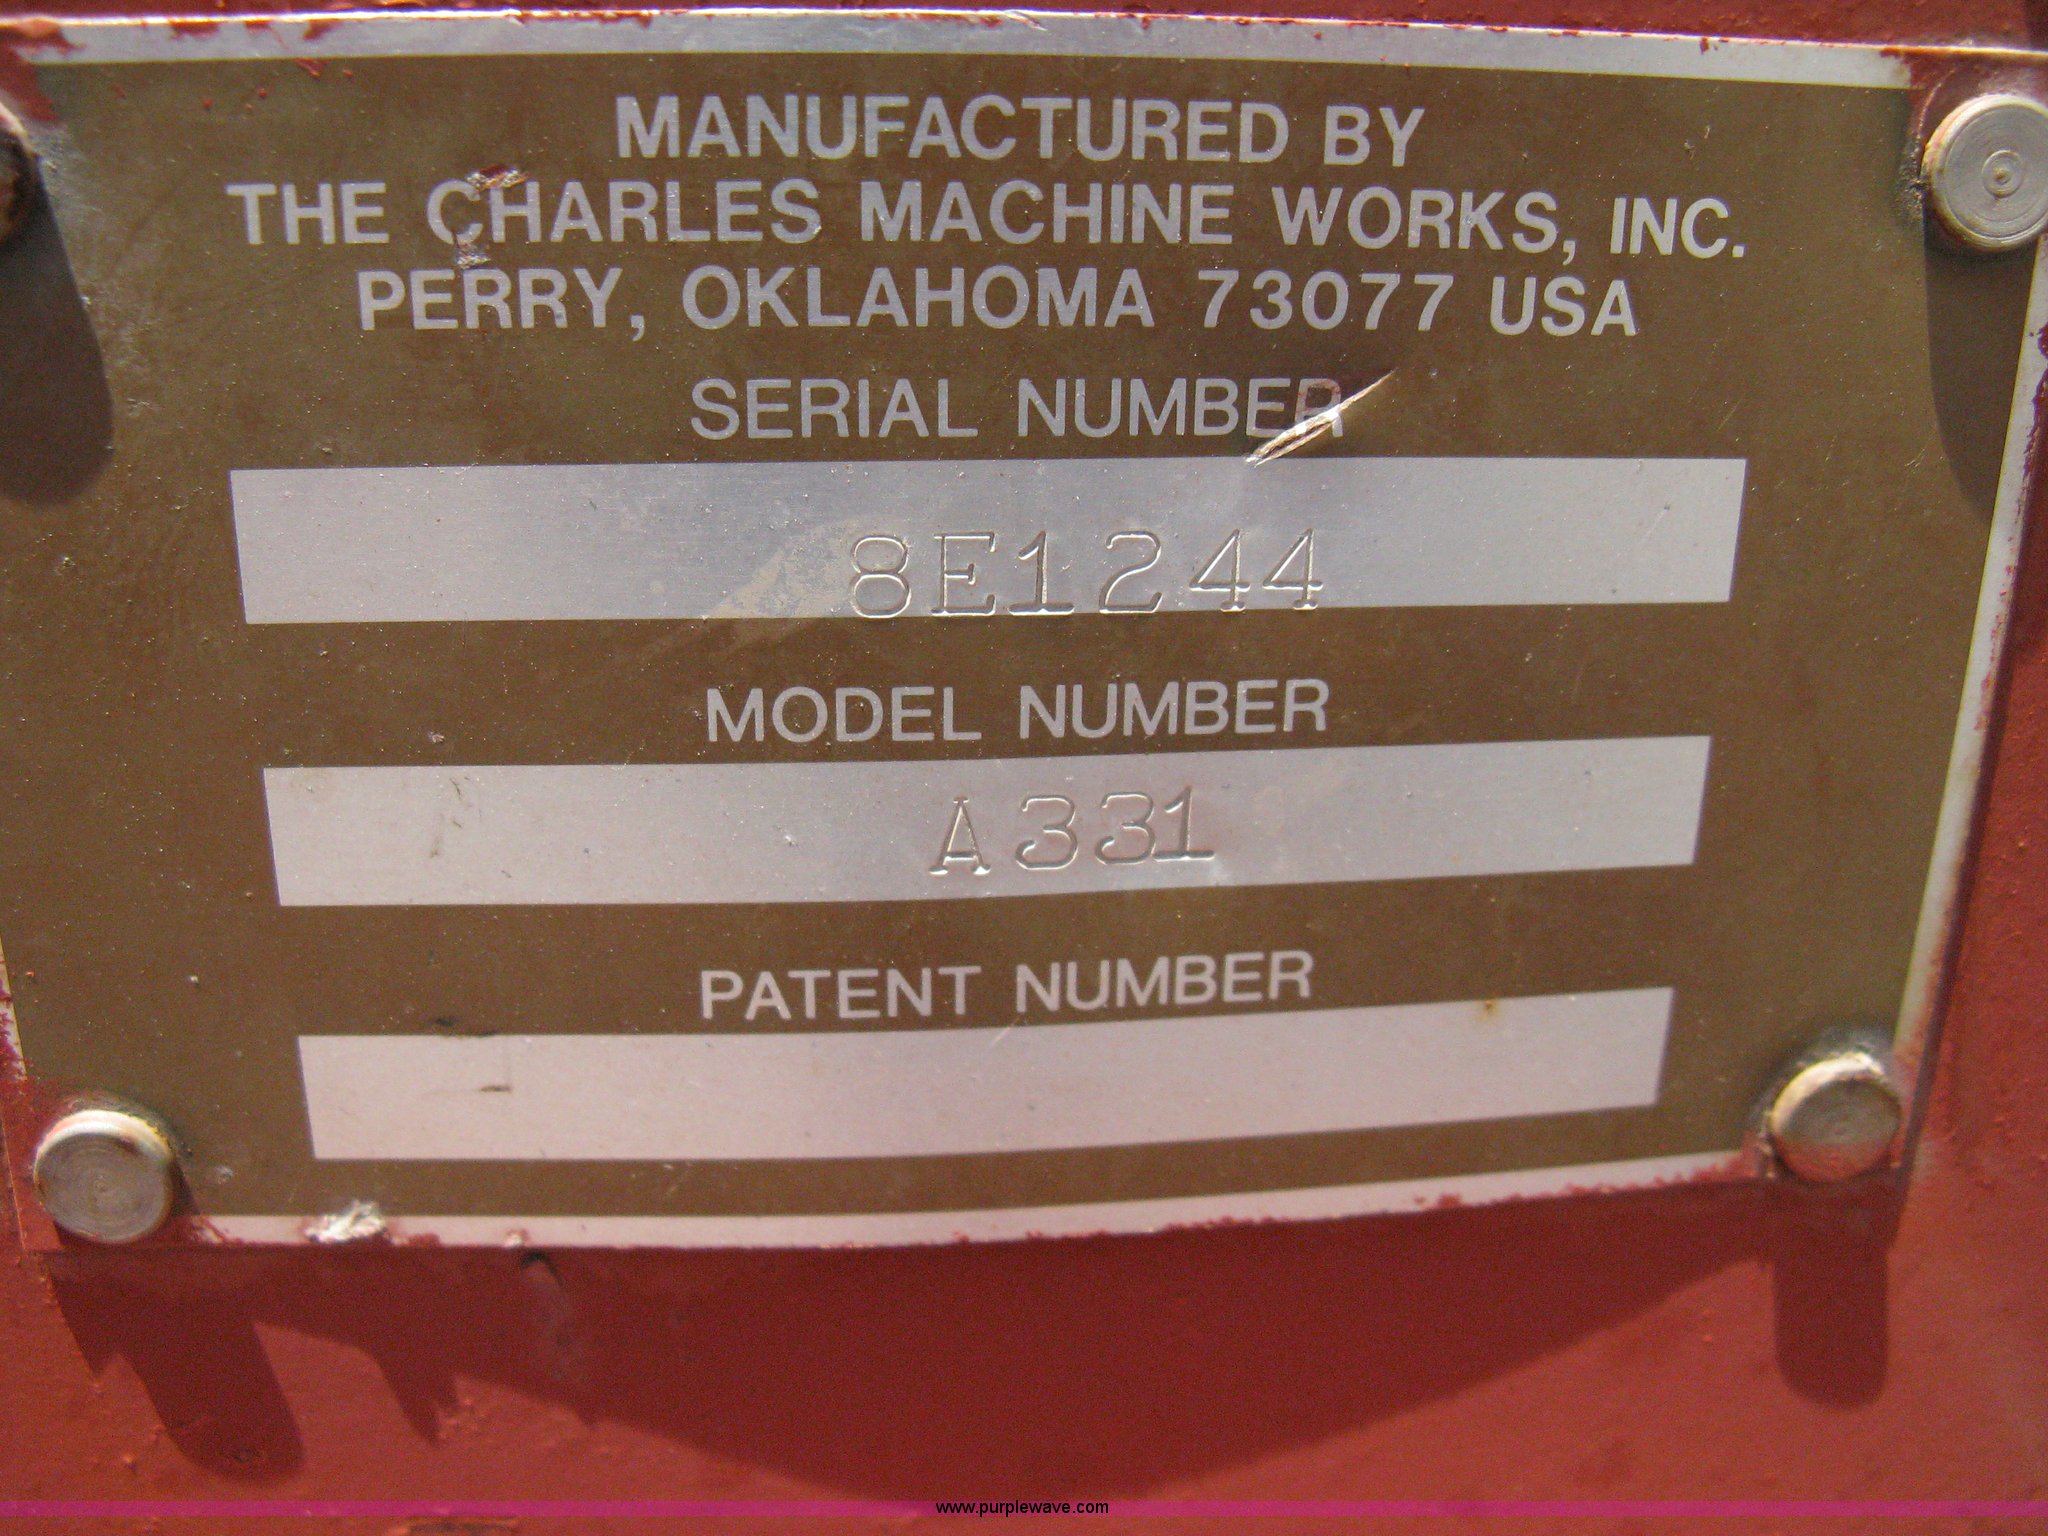 MANUFACTURED BY
THE CHARLES MACHINE WORKS, INC.
PERRY, OKLAHOMA 73077 USA
SERIAL NUMBER
8E1244
MODEL NUMBER
A331
PATENT NUMBER
www.purplewave.com